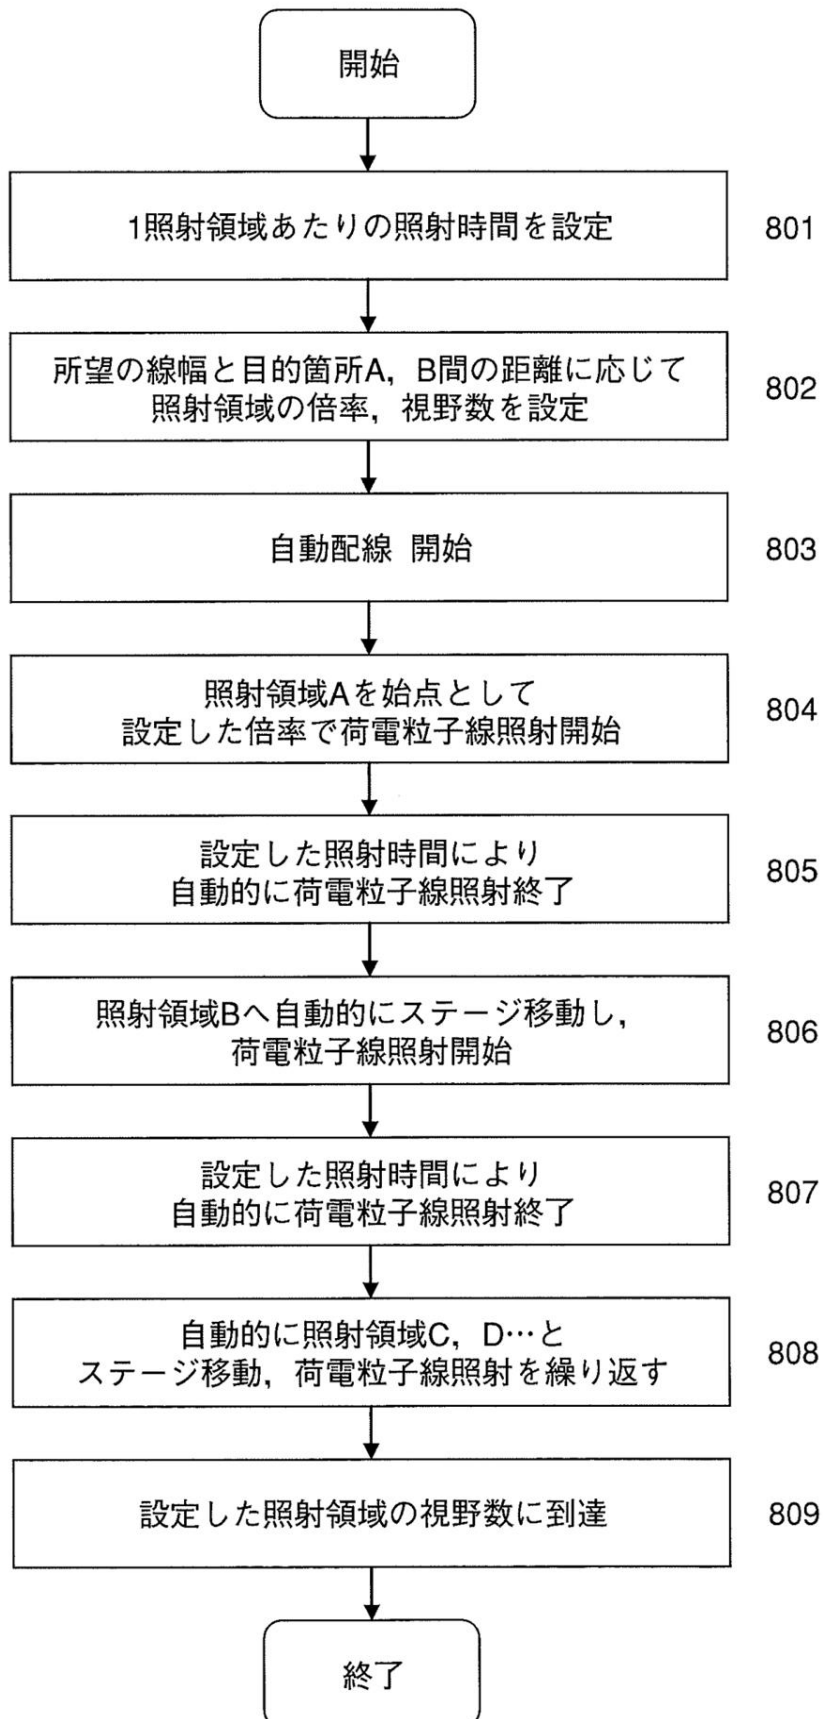 開始
1照射領域あたりの照射時間を設定
801
所望の線幅と目的箇所A，B間の距離に応じて
照射領域の倍率，視野数を設定
802
自動配線 開始
803
照射領域Aを始点として
設定した倍率で荷電粒子線照射開始
804
設定した照射時間により
自動的に荷電粒子線照射終了
805
照射領域Bへ自動的にステージ移動し，
荷電粒子線照射開始
806
設定した照射時間により
自動的に荷電粒子線照射終了
807
自動的に照射領域C，D…と
ステージ移動，荷電粒子線照射を繰り返す
808
設定した照射領域の視野数に到達
809
終了